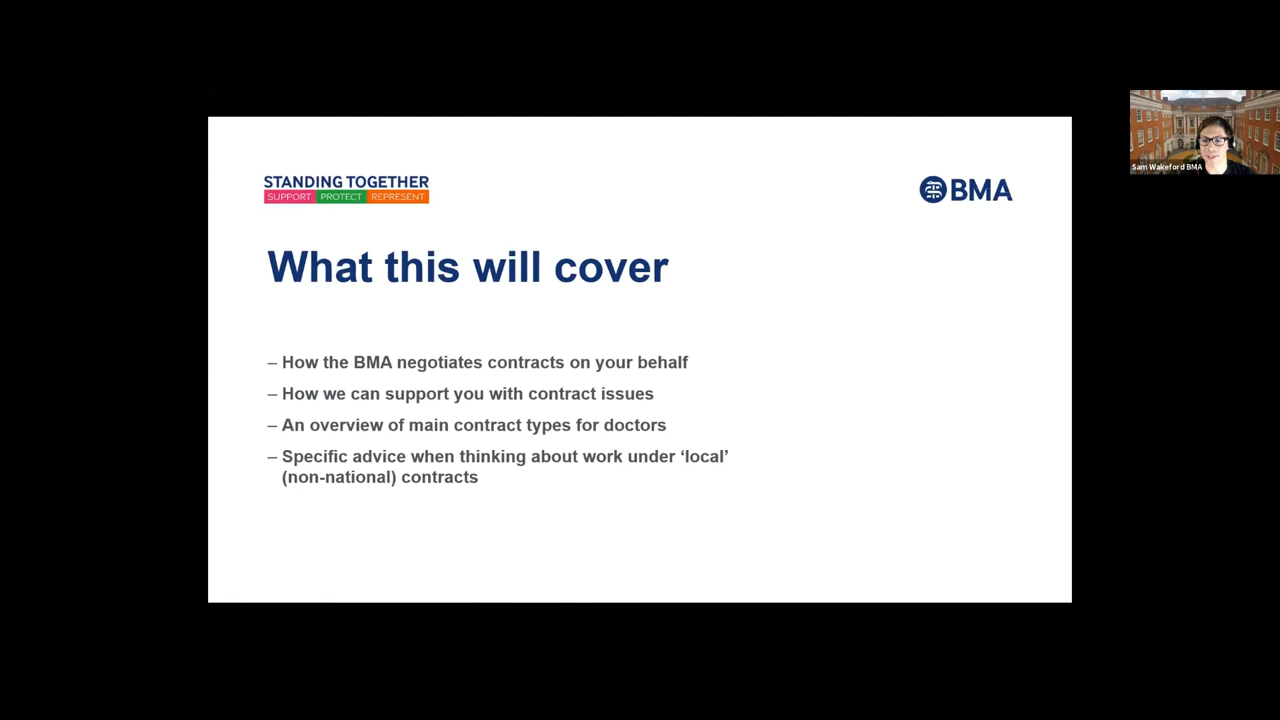 STANDING TOGETHER
SUPPORT PROTECT REPRESENT
BMA
What this will cover
– How the BMA negotiates contracts on your behalf
– How we can support you with contract issues
– An overview of main contract types for doctors
– Specific advice when thinking about work under ‘local’
(non-national) contracts
Sam Wakeford BMA